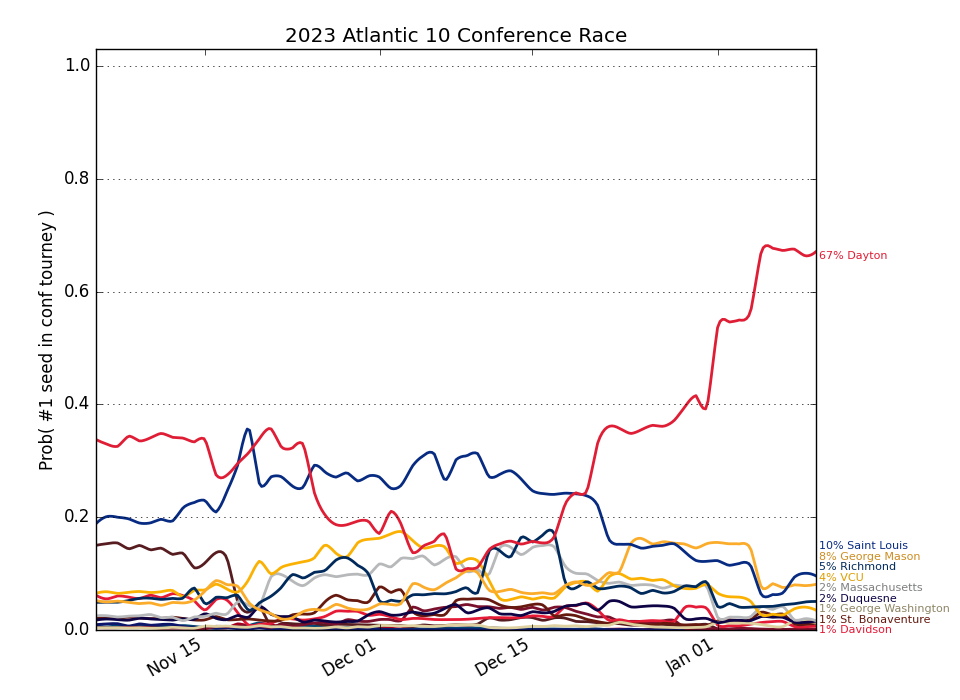 2023 Atlantic 10 Conference Race
Prob( #1 seed in conf tourney )
1.0
0.8
0.6
0.4
0.2
0.0
Nov 15
Dec 01
Dec 15
Jan 01
67% Dayton
10% Saint Louis
8% George Mason
5% Richmond
4% VCU
2% Massachusetts
2% Duquesne
1% George Washington
1% St. Bonaventure
1% Davidson